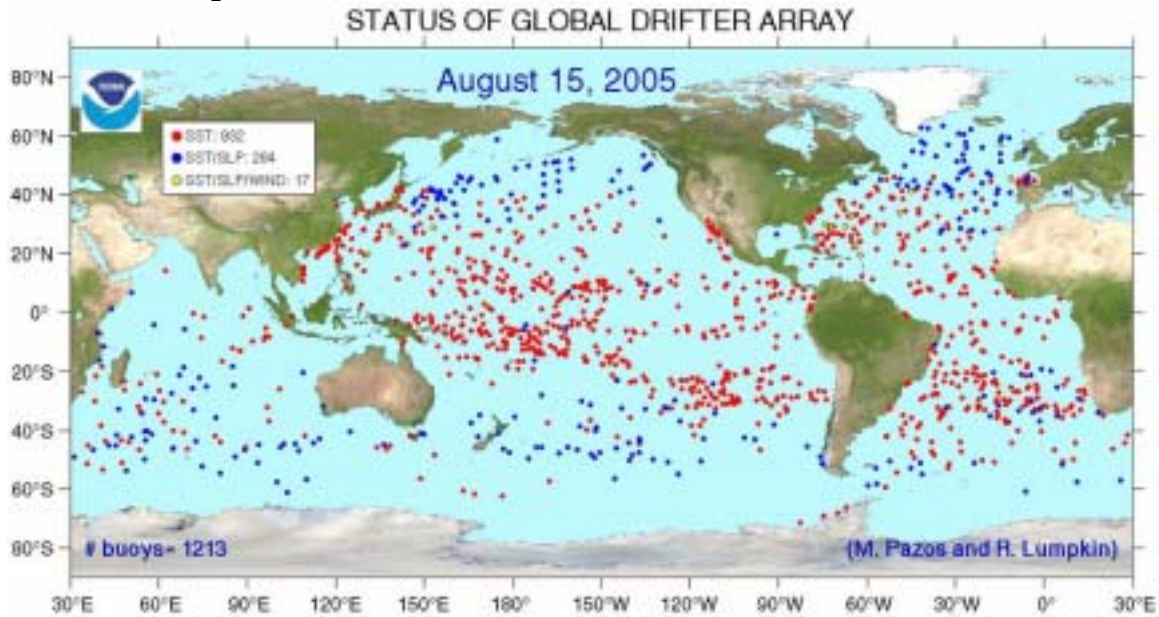 STATUS OF GLOBAL DRIFTER ARRAY
August 15, 2005
80°N
60°N
40°N
20°N
0°
20°S
40°S
60°S
80°S
SST: 932
SST/SLP: 264
SST/SLP/WIND: 17
# buoys= 1213
(M. Pazos and R. Lumpkin)
30°E 60°E 90°E 120°E 150°E 180° 150°W 120°W 90°W 60°W 30°W 0° 30°E